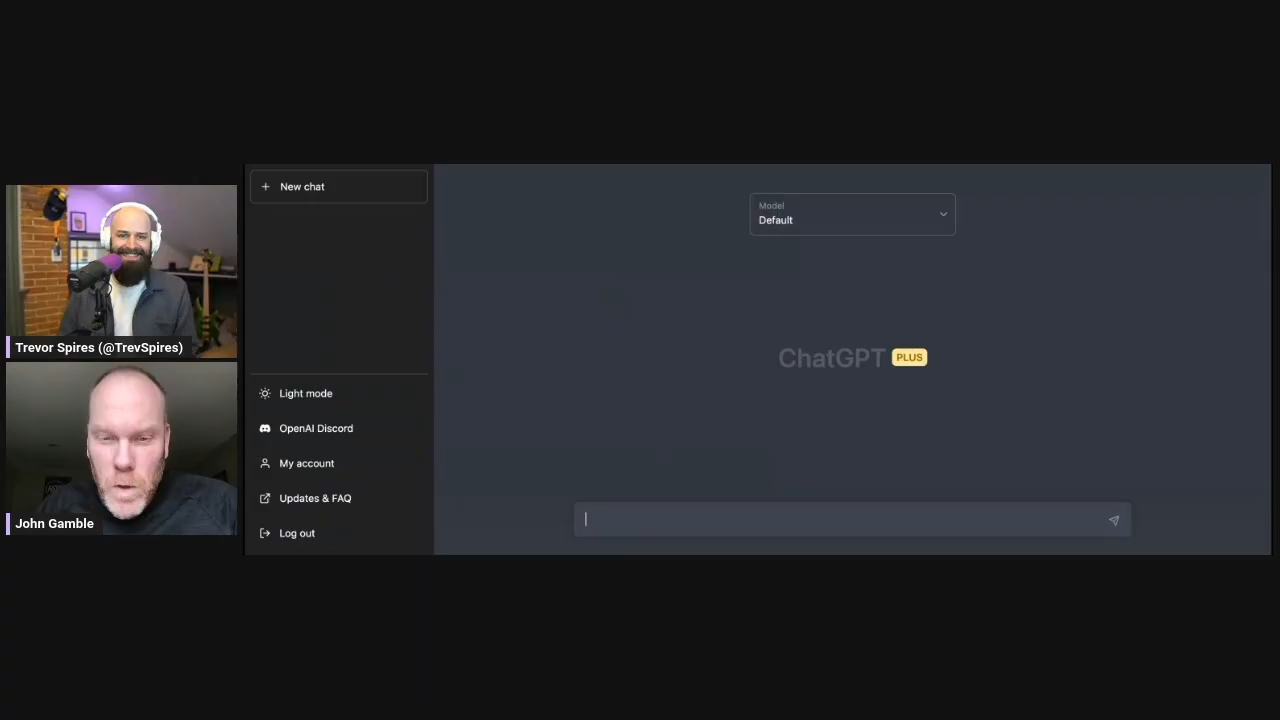 Trevor Spires (@TrevSpires)
John Gamble
New chat
Light mode
OpenAI Discord
My account
Updates & FAQ
Log out
Model
Default
ChatGPT PLUS